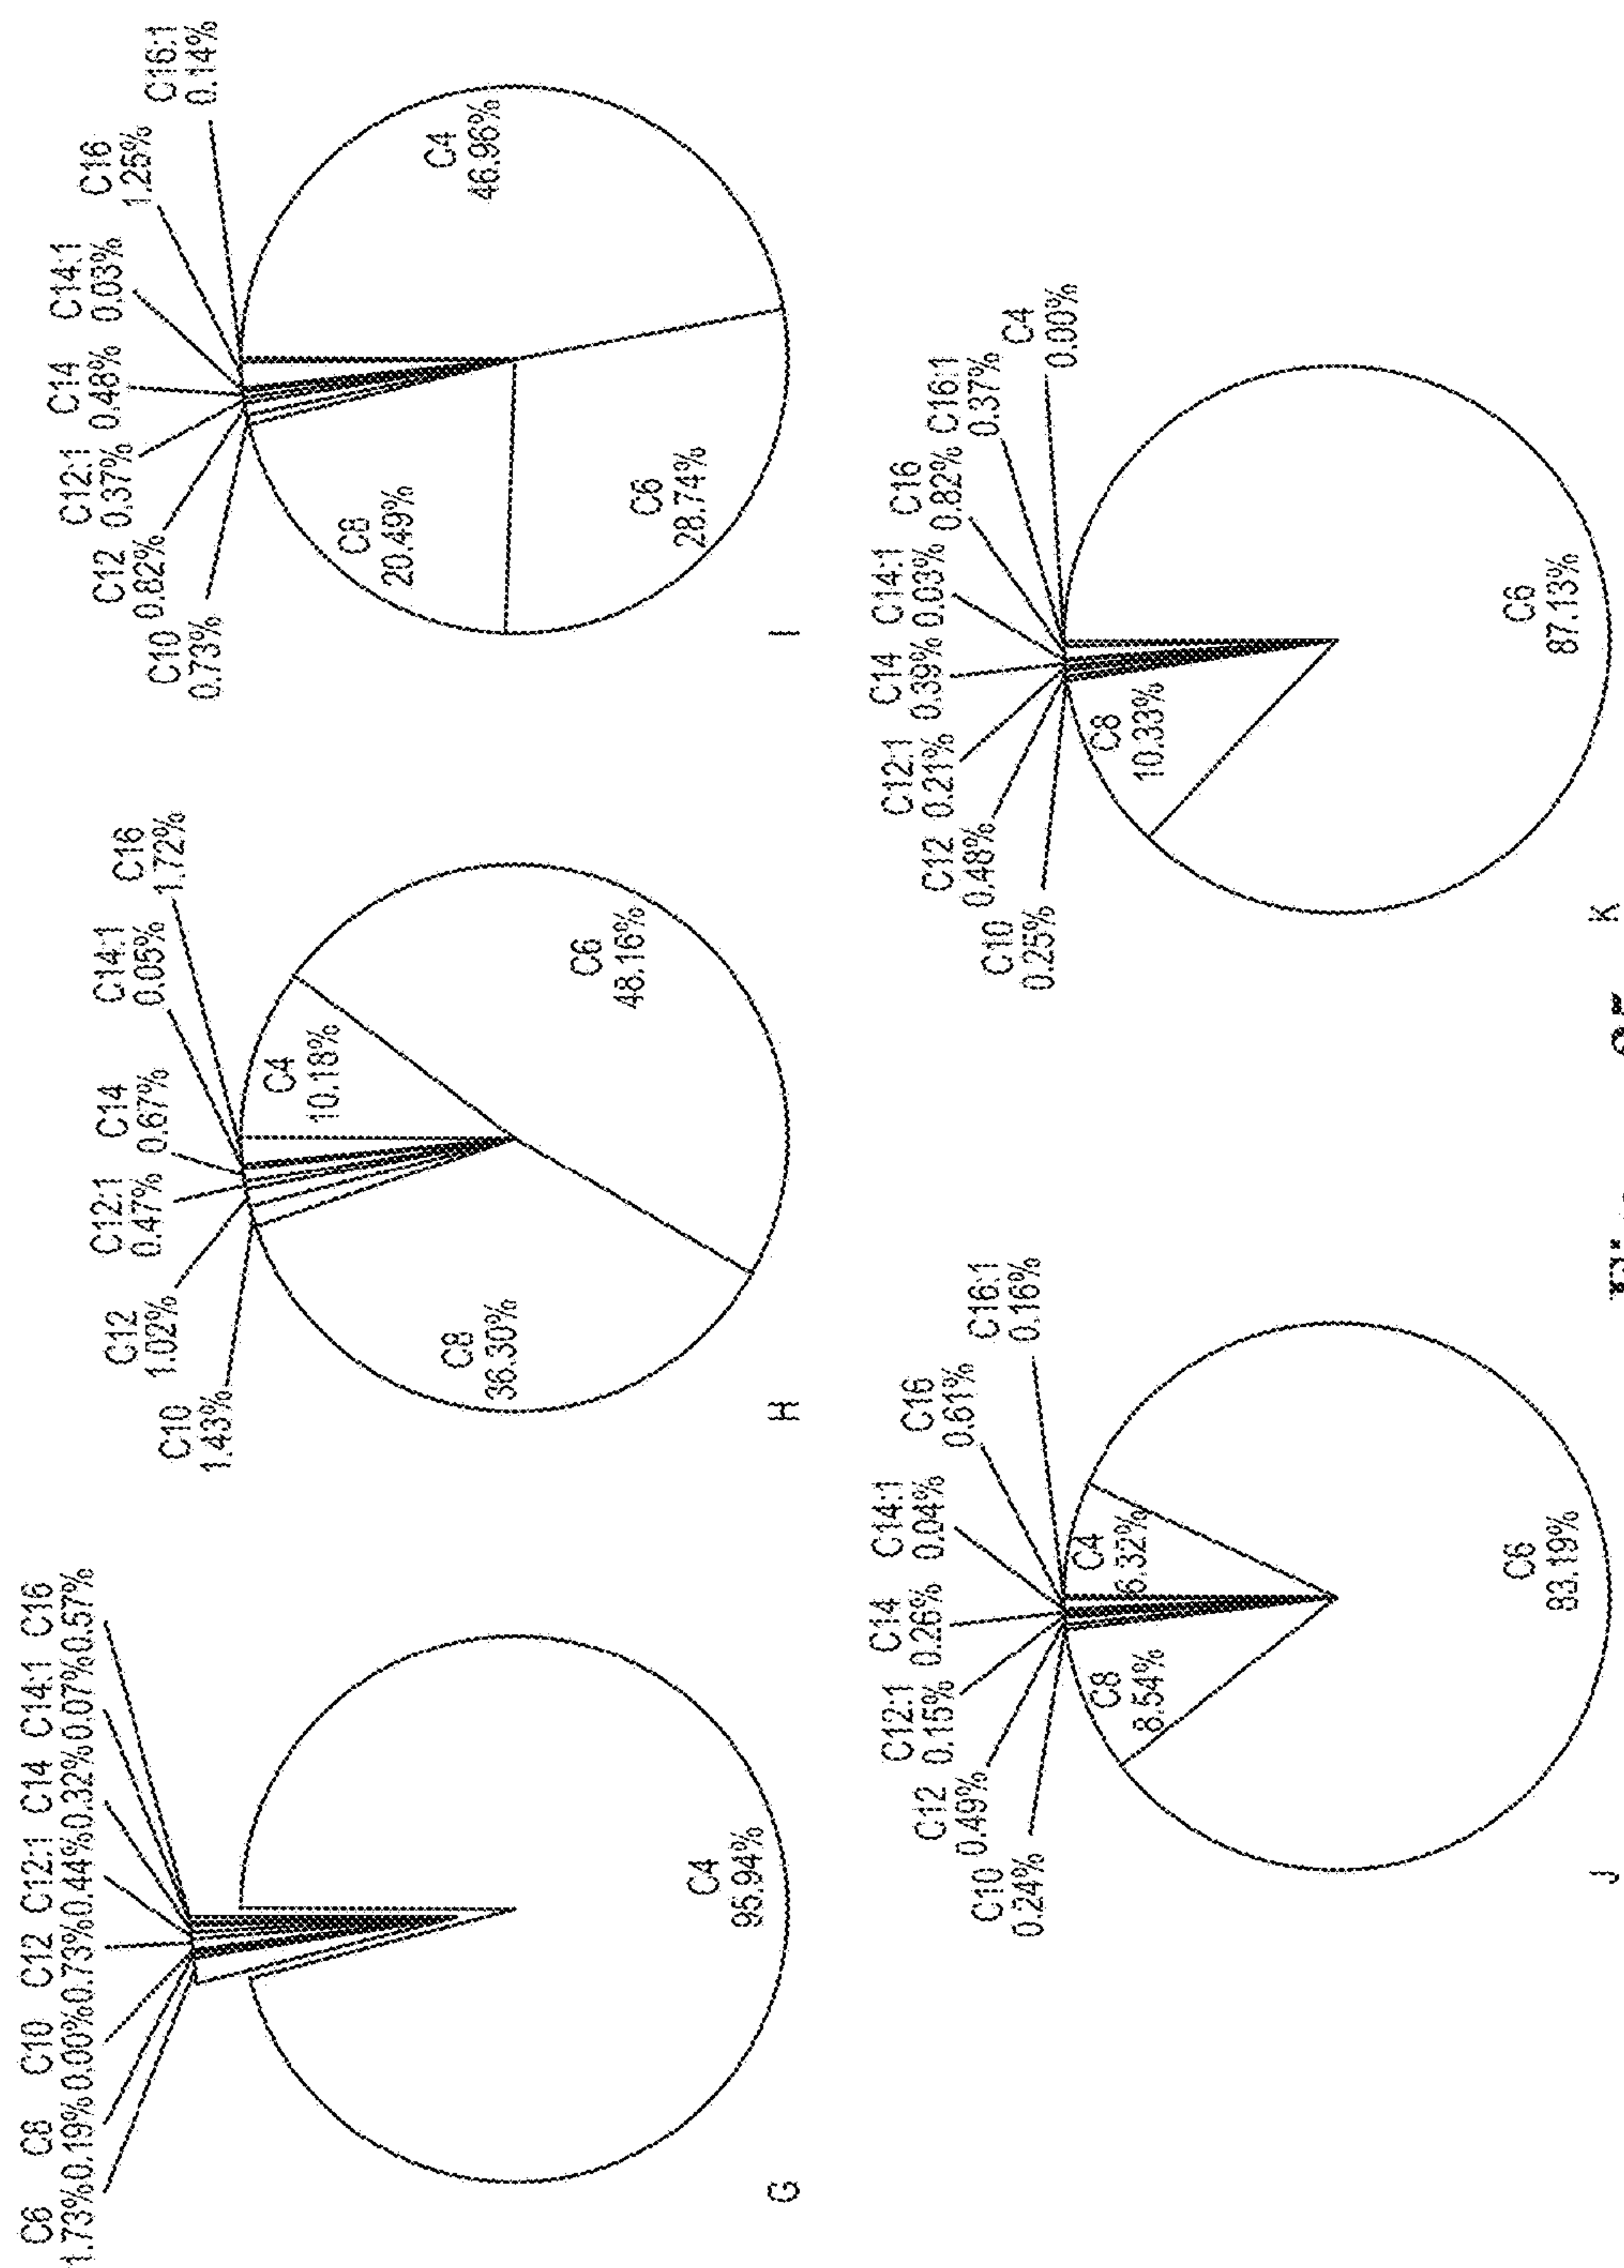 C6 C8 C10 C12 C12:1 C14 C14:1 C16
1.73% 0.19% 0.00% 0.73% 0.44% 0.32% 0.07% 0.57%
C4
95.94%
G
C10
1.43%
C12
1.02%
C12:1
0.47%
C14
0.67%
C14:1
0.05%
C16
1.72%
C4
10.18%
C8
36.30%
C6
48.16%
H
C10
0.73%
C12
0.82%
C12:1
0.37%
C14
0.48%
C14:1
0.03%
C16
1.25%
C16:1
0.14%
C8
20.49%
C4
46.96%
C6
28.74%
I
C10
0.24%
C12
0.49%
C12:1
0.15%
C14
0.26%
C14:1
0.04%
C16
0.61%
C16:1
0.16%
C8
8.54%
C4
6.32%
C6
83.19%
J
C10
0.25%
C12
0.48%
C12:1
0.21%
C14
0.39%
C14:1
0.03%
C16
0.82%
C16:1
0.37%
C4
0.00%
C8
10.33%
C6
87.13%
K